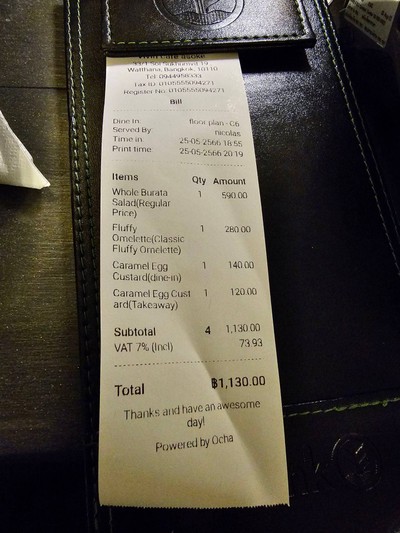 Watthana, Bangkok, 10110
Tel. 0944958333
Tax ID. 0105555094271
Register No. 0105555094271
Bill
Dine In floor plan - C6
Served By nicolas
Time in 25-05-2566 18:55
Print time 25-05-2566 20:19
Items Qty Amount
Whole Burata 1 590.00
Salad(Regular
Price)
Fluffy 1 280.00
Omelette(Classic
Fluffy Omelette)
Caramel Egg 1 140.00
Custard(dine-in)
Caramel Egg Cust 1 120.00
ard(Takeaway)
Subtotal 4 1,130.00
VAT 7% (Incl) 73.93
Total ฿1,130.00
Thanks and have an awesome
day!
Powered by Ocha